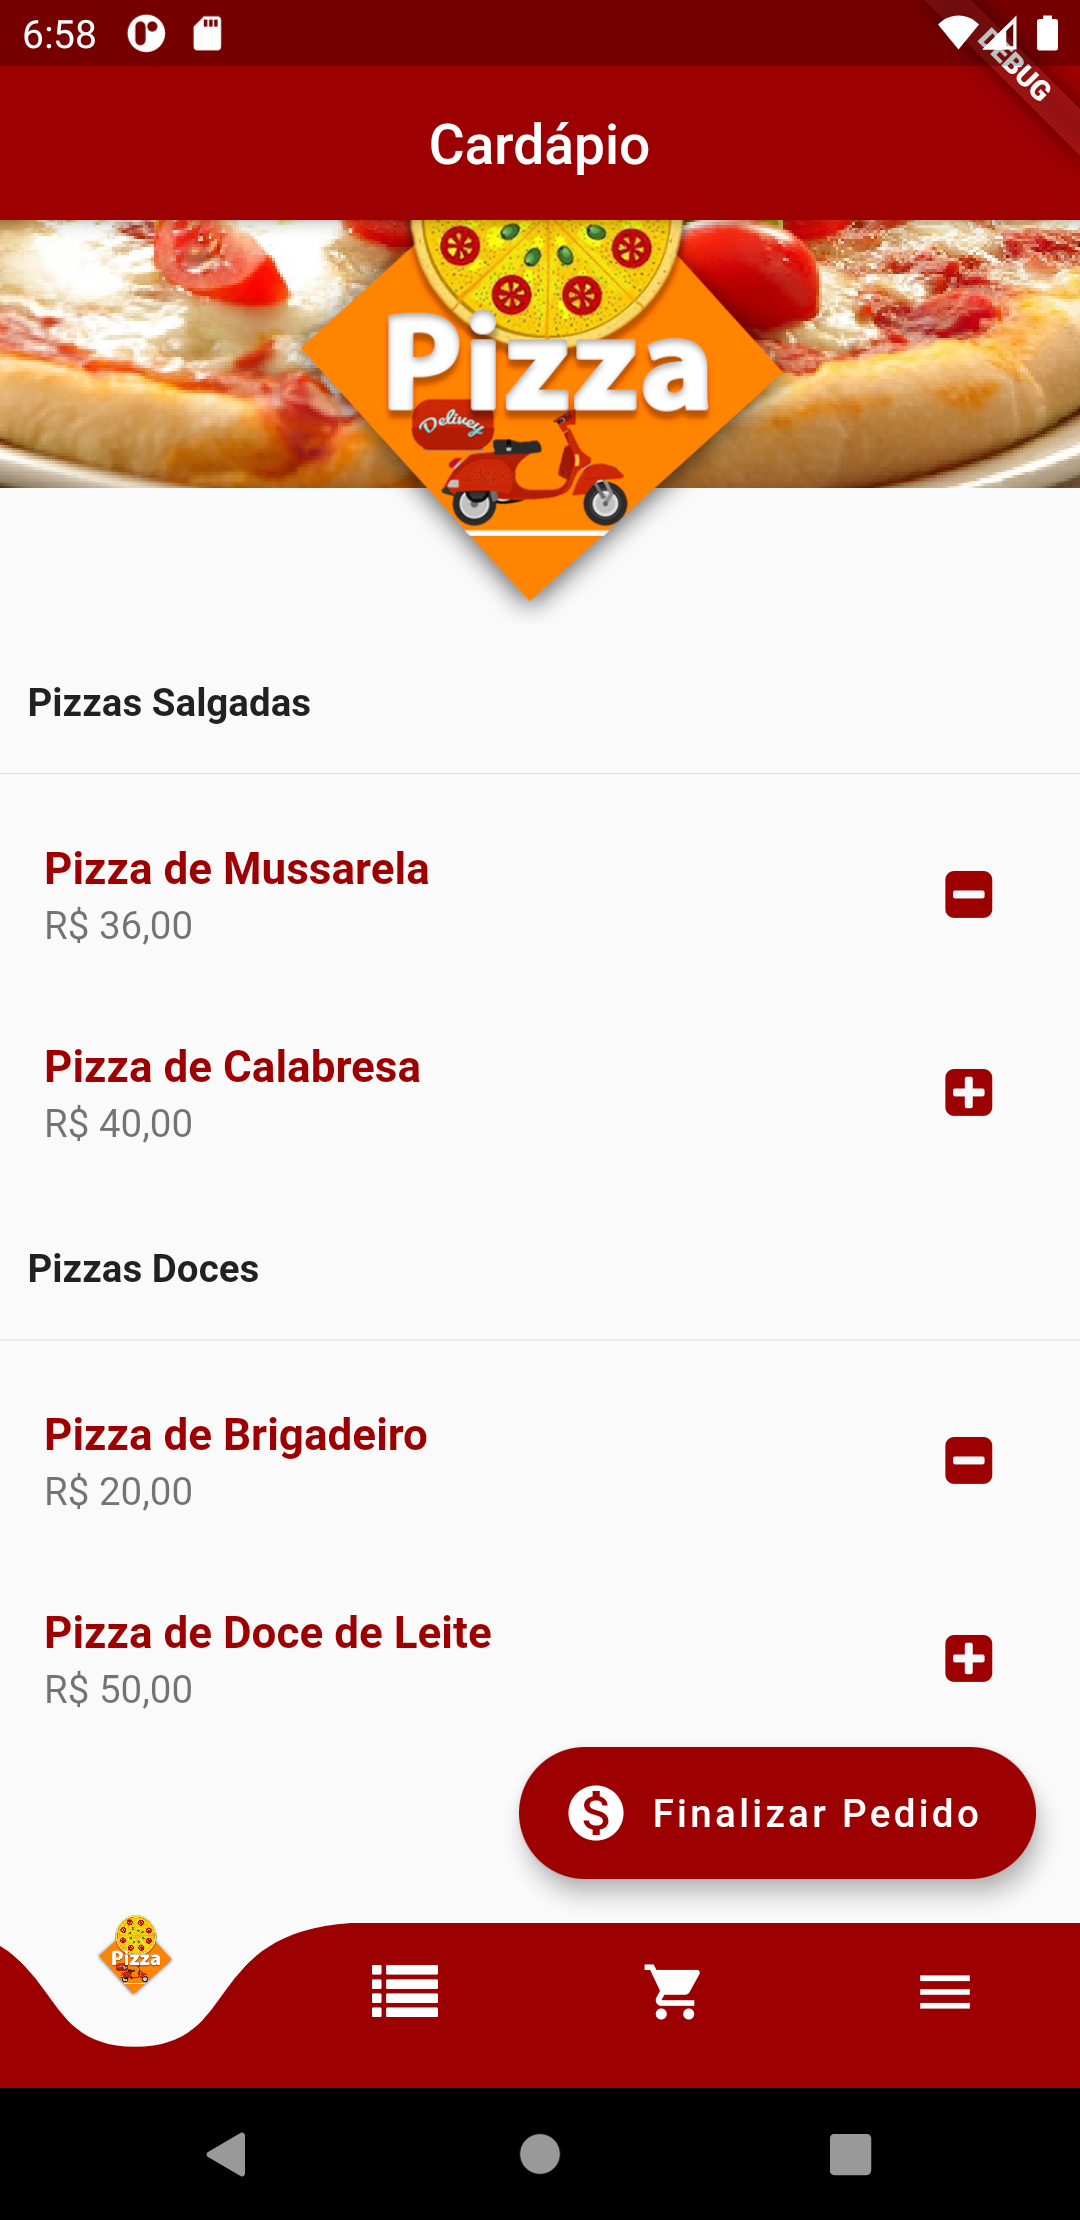 6:58
DEBUG
Cardápio
Pizza
Delivey
Pizzas Salgadas
Pizza de Mussarela
R$ 36,00
Pizza de Calabresa
R$ 40,00
Pizzas Doces
Pizza de Brigadeiro
R$ 20,00
Pizza de Doce de Leite
R$ 50,00
Finalizar Pedido
Pizza